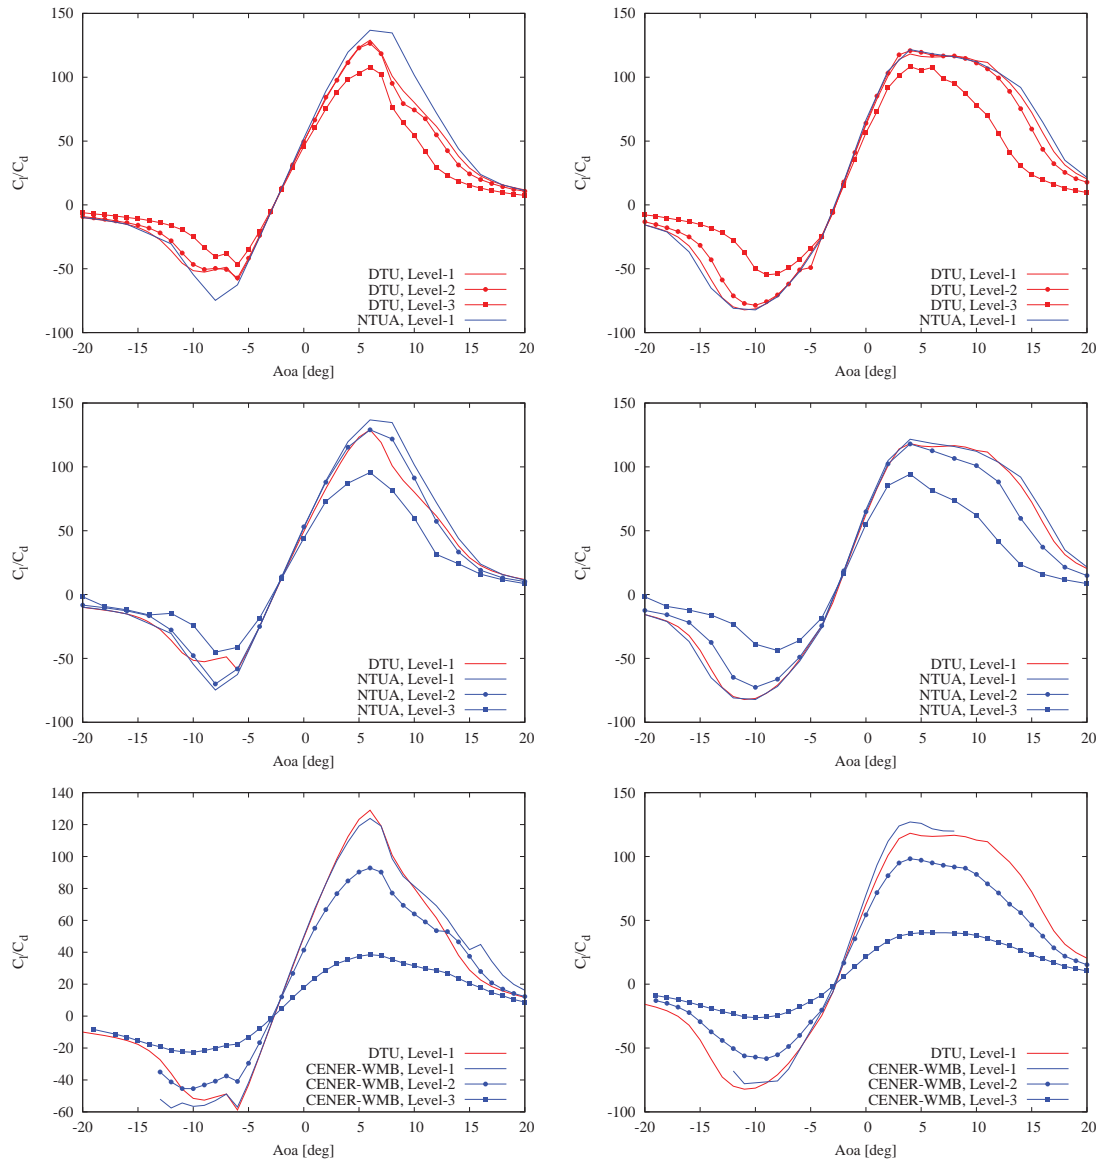 150
100
50
0
-50
-100
-20
-15
-10
-5
0
5
10
15
20
C_l/C_d
Aoa [deg]
DTU, Level-1
DTU, Level-2
DTU, Level-3
NTUA, Level-1
150
100
50
0
-50
-100
-20
-15
-10
-5
0
5
10
15
20
C_l/C_d
Aoa [deg]
DTU, Level-1
DTU, Level-2
DTU, Level-3
NTUA, Level-1
150
100
50
0
-50
-100
-20
-15
-10
-5
0
5
10
15
20
C_l/C_d
Aoa [deg]
DTU, Level-1
NTUA, Level-1
NTUA, Level-2
NTUA, Level-3
150
100
50
0
-50
-100
-20
-15
-10
-5
0
5
10
15
20
C_l/C_d
Aoa [deg]
DTU, Level-1
NTUA, Level-1
NTUA, Level-2
NTUA, Level-3
140
120
100
80
60
40
20
0
-20
-40
-60
-20
-15
-10
-5
0
5
10
15
20
C_l/C_d
Aoa [deg]
DTU, Level-1
CENER-WMB, Level-1
CENER-WMB, Level-2
CENER-WMB, Level-3
150
100
50
0
-50
-100
-20
-15
-10
-5
0
5
10
15
20
C_l/C_d
Aoa [deg]
DTU, Level-1
CENER-WMB, Level-1
CENER-WMB, Level-2
CENER-WMB, Level-3